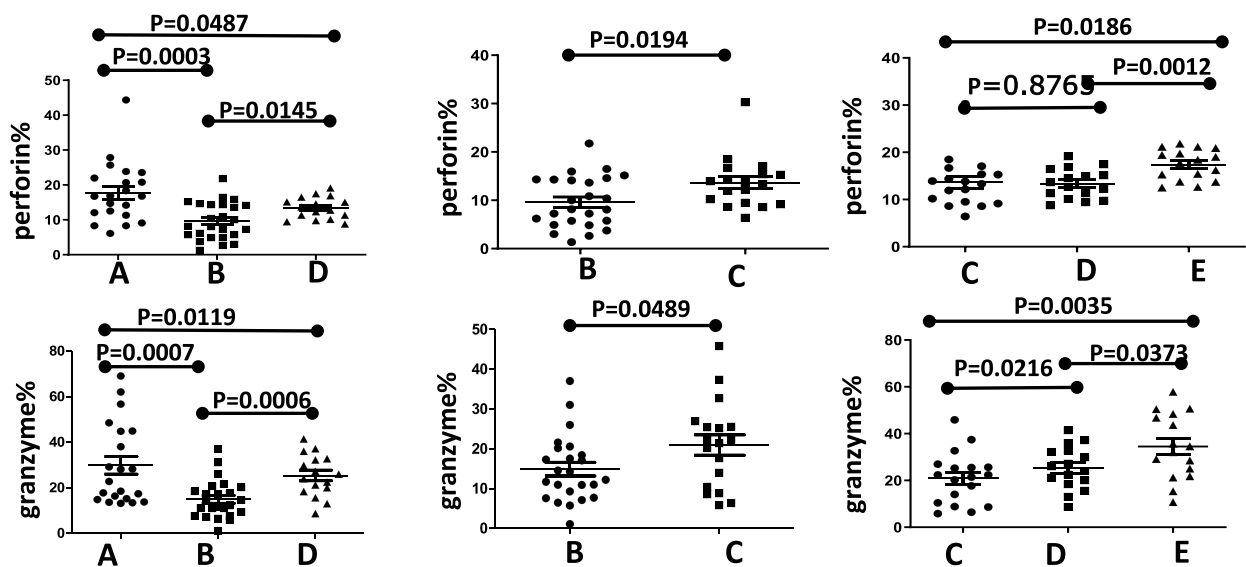 P=0.0487
P=0.0003
P=0.0145
perforin%
50
40
30
20
10
0
A B D
P=0.0194
perforin%
40
30
20
10
0
B C
P=0.0186
P=0.0012
P=0.8765
perforin%
40
30
20
10
0
C D E
P=0.0119
P=0.0007
P=0.0006
granzyme%
80
60
40
20
0
A B D
P=0.0489
granzyme%
50
40
30
20
10
0
B C
P=0.0035
P=0.0373
P=0.0216
granzyme%
80
60
40
20
0
C D E